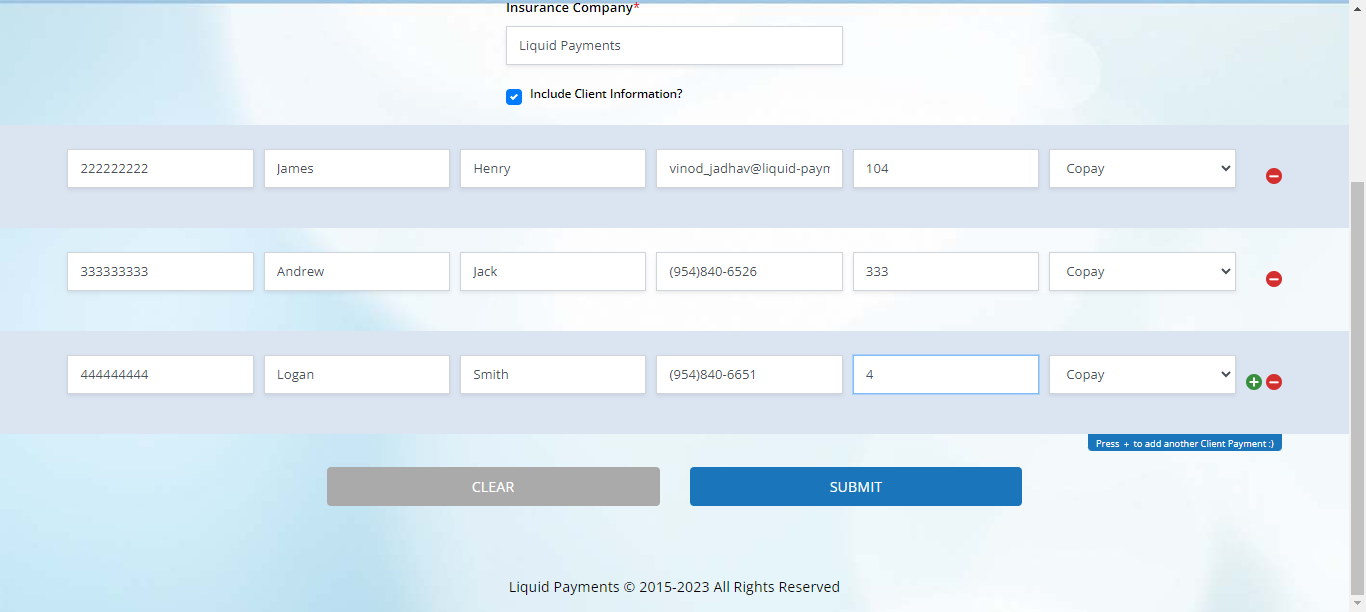 Insurance Company*
Liquid Payments
Include Client Information?
222222222 James Henry vinod_jadhav@liquid-paym 104 Copay
333333333 Andrew Jack (954)840-6526 333 Copay
444444444 Logan Smith (954)840-6651 4 Copay
Press + to add another Client Payment :)
CLEAR SUBMIT
Liquid Payments © 2015-2023 All Rights Reserved